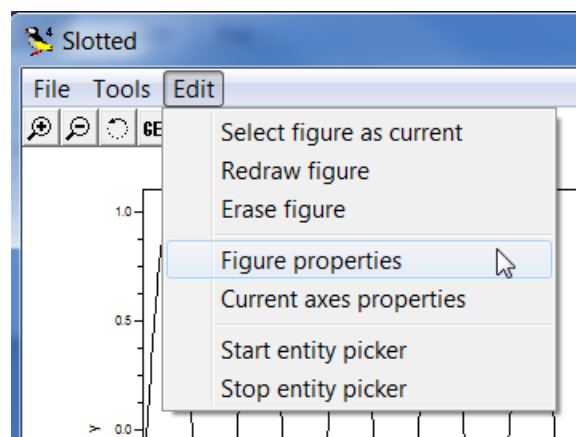 Slotted
File Tools Edit
GE
Select figure as current
Redraw figure
Erase figure
Figure properties
Current axes properties
Start entity picker
Stop entity picker
1.0
0.5
0.0
Y